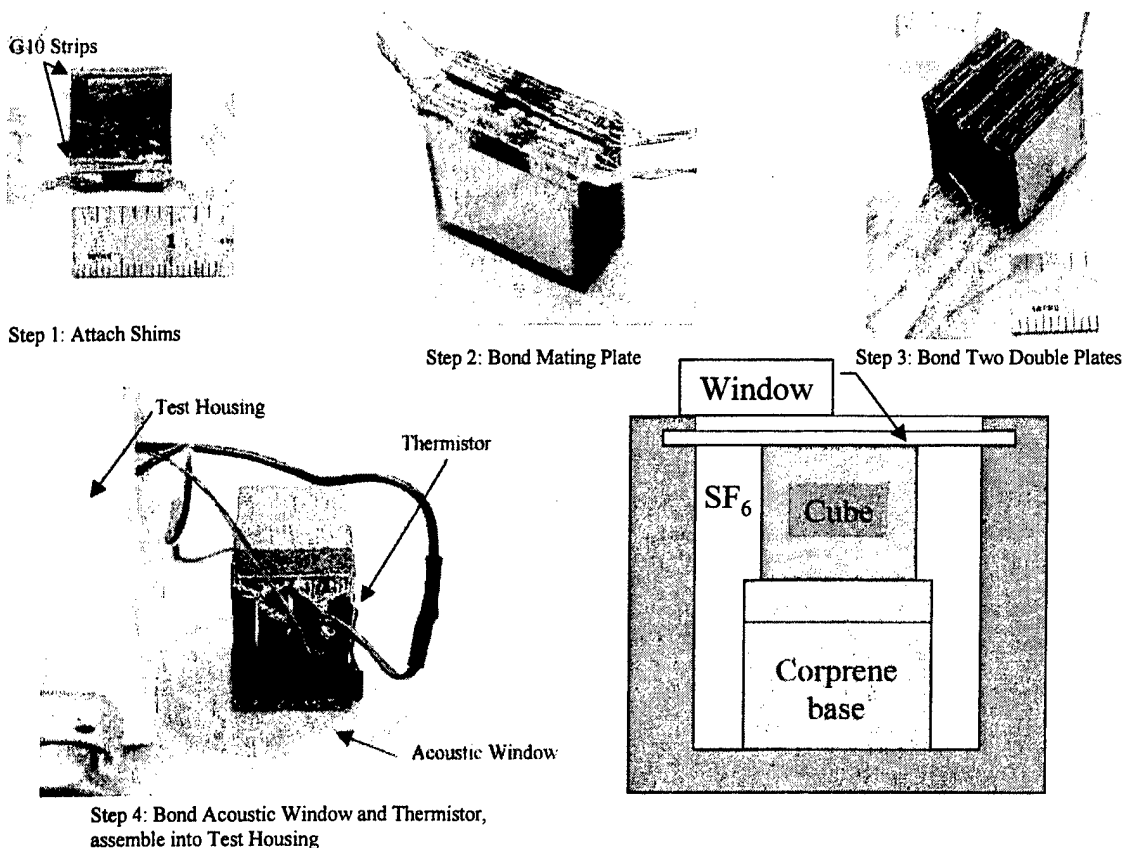 G10 Strips
1
Step 1: Attach Shims
Step 2: Bond Mating Plate
Step 3: Bond Two Double Plates
Test Housing
Thermistor
Acoustic Window
Step 4: Bond Acoustic Window and Thermistor,
assemble into Test Housing
Window
SF6
Cube
Corprene
base